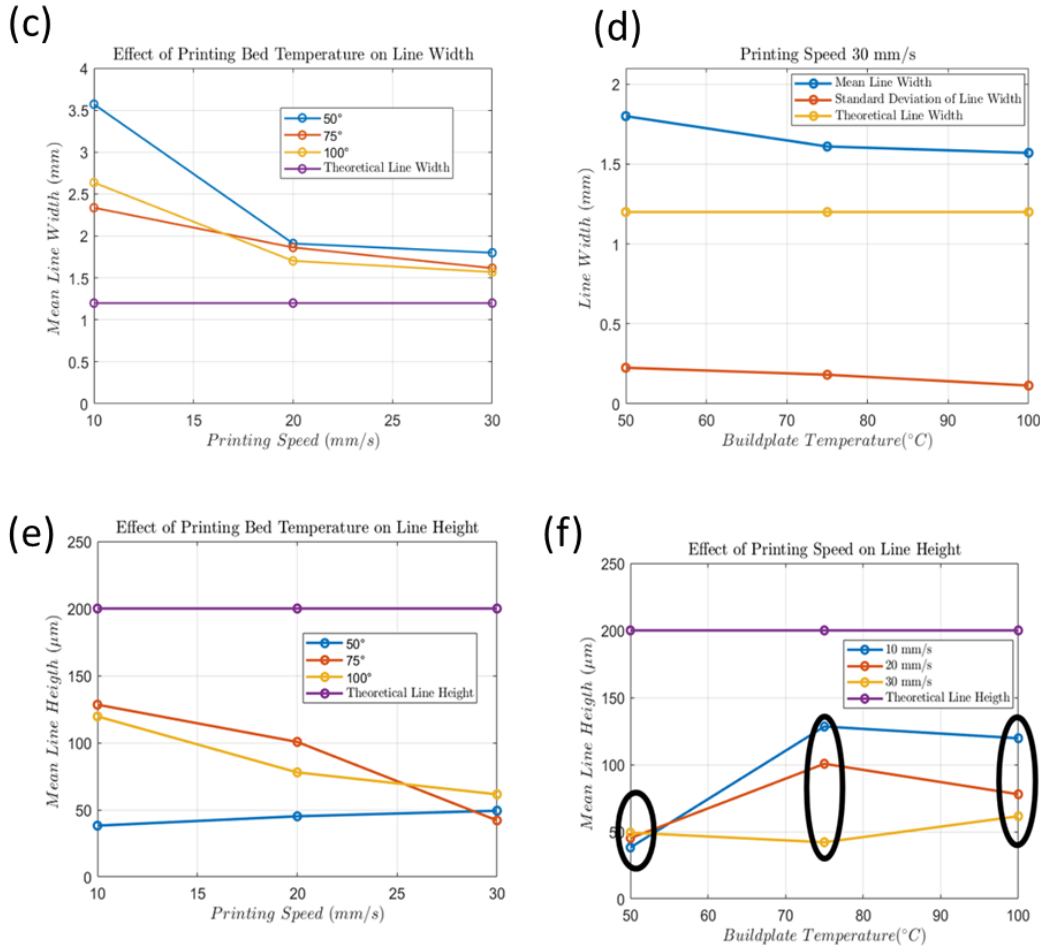 (c)
Effect of Printing Bed Temperature on Line Width
Mean Line Width (mm)
4
3.5
3
2.5
2
1.5
1
0.5
0
50°
75°
100°
Theoretical Line Width
10
15
20
25
30
Printing Speed (mm/s)
(d)
Printing Speed 30 mm/s
Line Width (mm)
2
1.5
1
0.5
0
Mean Line Width
Standard Deviation of Line Width
Theoretical Line Width
50
60
70
80
90
100
Buildplate Temperature(°C)
(e)
Effect of Printing Bed Temperature on Line Height
Mean Line Heigth (μm)
250
200
150
100
50
0
50°
75°
100°
Theoretical Line Height
10
15
20
25
30
Printing Speed (mm/s)
(f)
Effect of Printing Speed on Line Height
Mean Line Heigth (μm)
250
200
150
100
50
0
10 mm/s
20 mm/s
30 mm/s
Theoretical Line Heigth
50
60
70
80
90
100
Buildplate Temperature(°C)